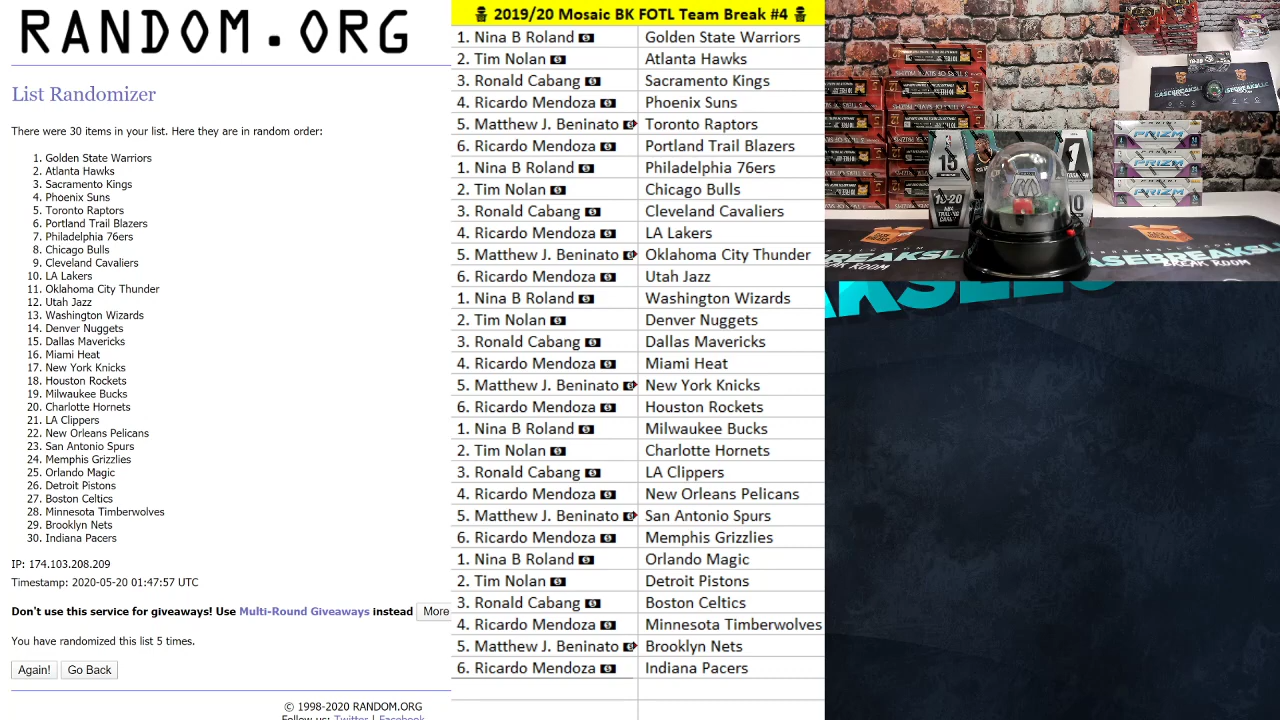 RANDOM.ORG
List Randomizer
There were 30 items in your list. Here they are in random order:
1. Golden State Warriors
2. Atlanta Hawks
3. Sacramento Kings
4. Phoenix Suns
5. Toronto Raptors
6. Portland Trail Blazers
7. Philadelphia 76ers
8. Chicago Bulls
9. Cleveland Cavaliers
10. LA Lakers
11. Oklahoma City Thunder
12. Utah Jazz
13. Washington Wizards
14. Denver Nuggets
15. Dallas Mavericks
16. Miami Heat
17. New York Knicks
18. Houston Rockets
19. Milwaukee Bucks
20. Charlotte Hornets
21. LA Clippers
22. New Orleans Pelicans
23. San Antonio Spurs
24. Memphis Grizzlies
25. Orlando Magic
26. Detroit Pistons
27. Boston Celtics
28. Minnesota Timberwolves
29. Brooklyn Nets
30. Indiana Pacers
IP: 174.103.208.209
Timestamp: 2020-05-20 01:47:57 UTC
Don't use this service for giveaways! Use Multi-Round Giveaways instead More
You have randomized this list 5 times.
Again! Go Back
© 1998-2020 RANDOM.ORG
Follow us: Twitter | Facebook
2019/20 Mosaic BK FOTL Team Break #4
1. Nina B Roland Golden State Warriors
2. Tim Nolan Atlanta Hawks
3. Ronald Cabang Sacramento Kings
4. Ricardo Mendoza Phoenix Suns
5. Matthew J. Beninato Toronto Raptors
6. Ricardo Mendoza Portland Trail Blazers
1. Nina B Roland Philadelphia 76ers
2. Tim Nolan Chicago Bulls
3. Ronald Cabang Cleveland Cavaliers
4. Ricardo Mendoza LA Lakers
5. Matthew J. Beninato Oklahoma City Thunder
6. Ricardo Mendoza Utah Jazz
1. Nina B Roland Washington Wizards
2. Tim Nolan Denver Nuggets
3. Ronald Cabang Dallas Mavericks
4. Ricardo Mendoza Miami Heat
5. Matthew J. Beninato New York Knicks
6. Ricardo Mendoza Houston Rockets
1. Nina B Roland Milwaukee Bucks
2. Tim Nolan Charlotte Hornets
3. Ronald Cabang LA Clippers
4. Ricardo Mendoza New Orleans Pelicans
5. Matthew J. Beninato San Antonio Spurs
6. Ricardo Mendoza Memphis Grizzlies
1. Nina B Roland Orlando Magic
2. Tim Nolan Detroit Pistons
3. Ronald Cabang Boston Celtics
4. Ricardo Mendoza Minnesota Timberwolves
5. Matthew J. Beninato Brooklyn Nets
6. Ricardo Mendoza Indiana Pacers
PRIZM
PRIZM
PRIZM
15
1
19-20
BREAK ROOM